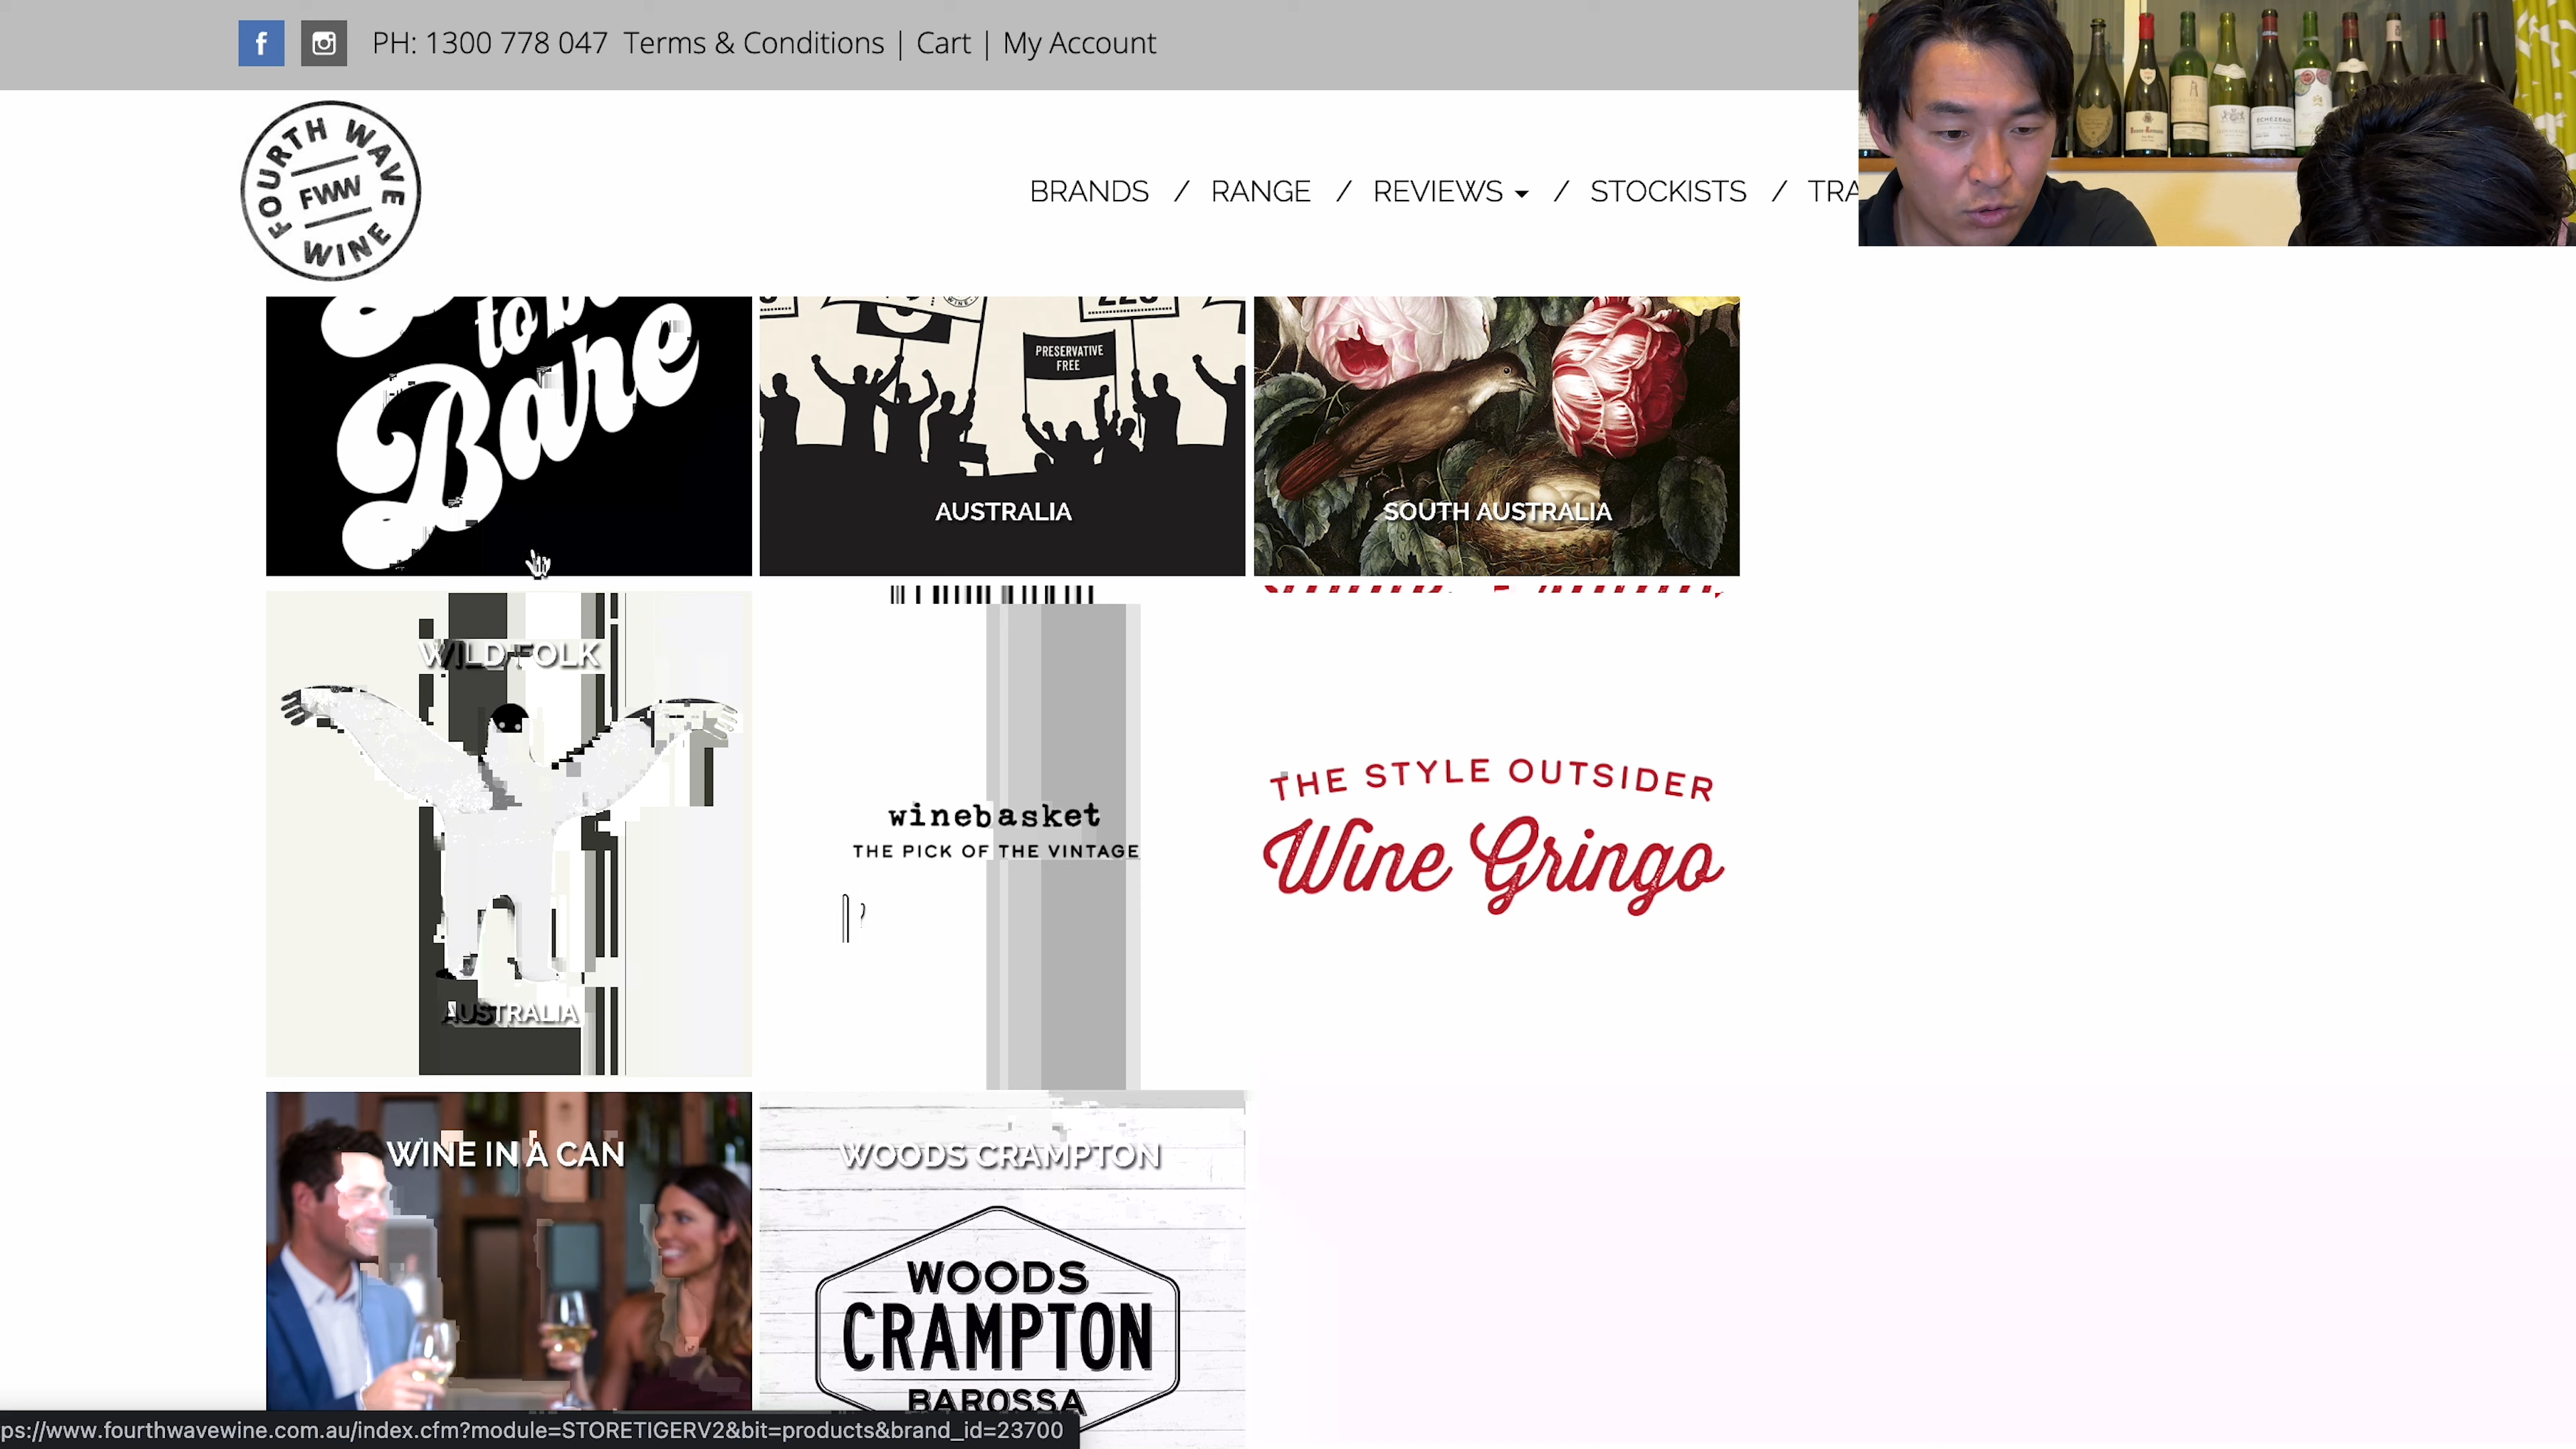 PH: 1300 778 047 Terms & Conditions | Cart | My Account
FOURTH WAVE
FWW
WINE
BRANDS / RANGE / REVIEWS / STOCKISTS /
to
Bare
PRESERVATIVE
FREE
AUSTRALIA
SOUTH AUSTRALIA
WILD FOLK
AUSTRALIA
winebasket
THE PICK OF THE VINTAGE
THE STYLE OUTSIDER
Wine Gringo
WINE IN A CAN
WOODS CRAMPTON
WOODS
CRAMPTON
BAROSSA
ps://www.fourthwavewine.com.au/index.cfm?module=STORETIGERV2&bit=products&brand_id=23700